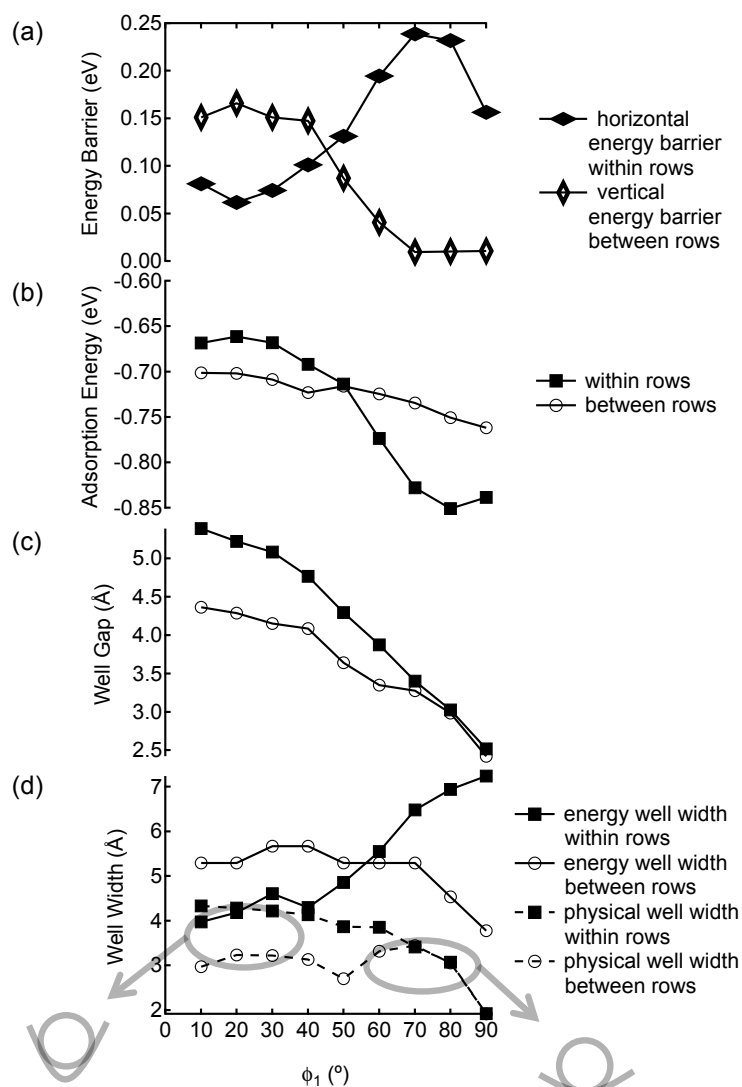 (a)
Energy Barrier (eV)
0.25
0.20
0.15
0.10
0.05
0.00
horizontal
energy barrier
within rows
vertical
energy barrier
between rows
(b)
Adsorption Energy (eV)
-0.60
-0.65
-0.70
-0.75
-0.80
-0.85
within rows
between rows
(c)
Well Gap (Å)
5.0
4.5
4.0
3.5
3.0
2.5
(d)
Well Width (Å)
7
6
5
4
3
2
energy well width
within rows
energy well width
between rows
physical well width
within rows
physical well width
between rows
0 10 20 30 40 50 60 70 80 90
ϕ1 (º)